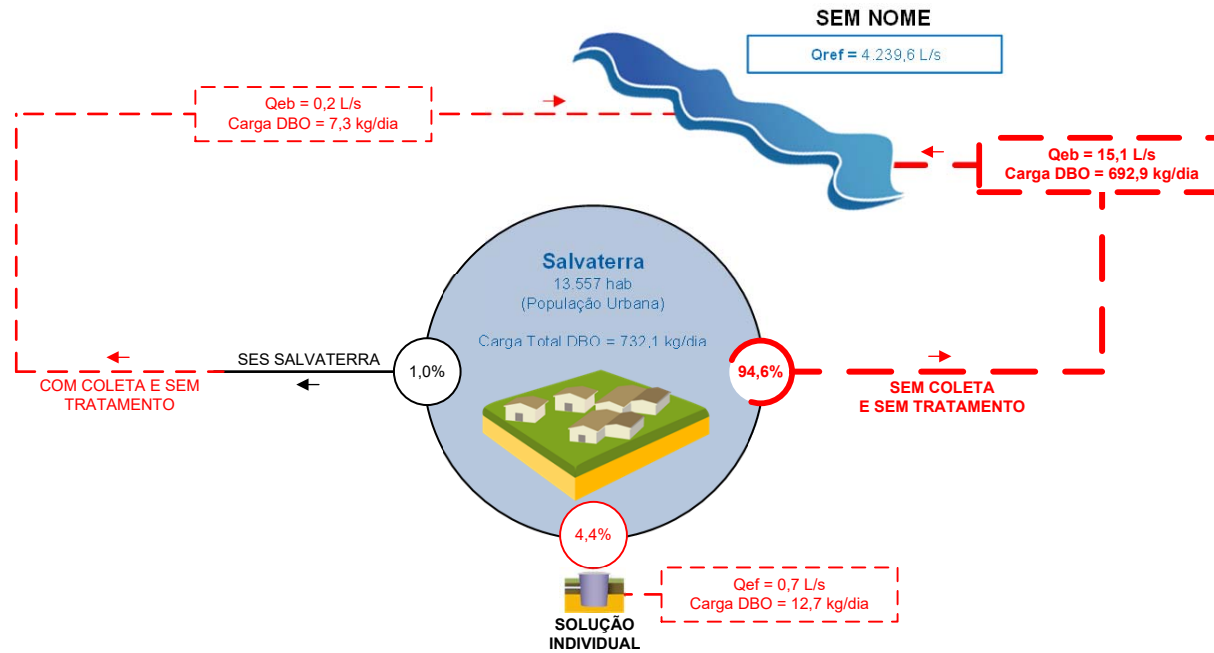 SEM NOME
Qref = 4.239,6 L/s
Qeb = 0,2 L/s
Carga DBO = 7,3 kg/dia
Qeb = 15,1 L/s
Carga DBO = 692,9 kg/dia
Salvaterra
13.557 hab
(População Urbana)
Carga Total DBO = 732,1 kg/dia
SES SALVATERRA
1,0%
94,6%
COM COLETA E SEM
TRATAMENTO
SEM COLETA
E SEM TRATAMENTO
4,4%
Qef = 0,7 L/s
Carga DBO = 12,7 kg/dia
SOLUÇÃO
INDIVIDUAL